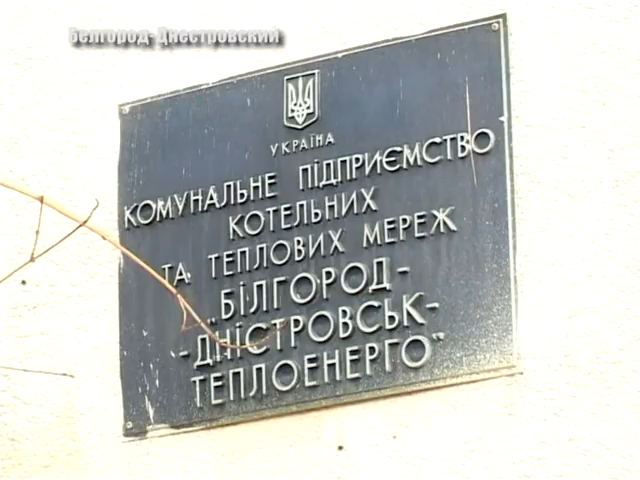 Белгород-Днестровский
УКРАЇНА
КОМУНАЛЬНЕ ПІДПРИЄМСТВО
КОТЕЛЬНИХ
ТА ТЕПЛОВИХ МЕРЕЖ
„БІЛГОРОД-
-ДНІСТРОВСЬК-
ТЕПЛОЕНЕРГО"